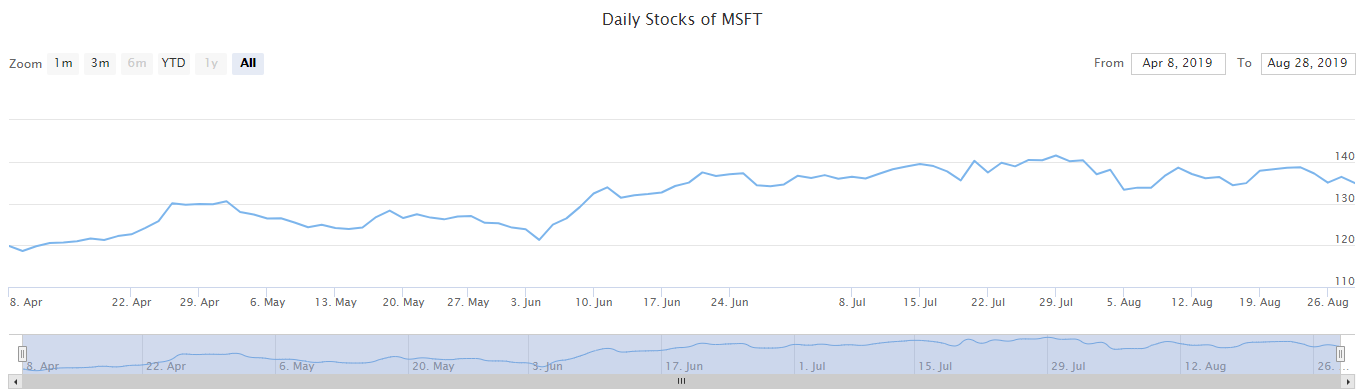 Daily Stocks of MSFT
Zoom 1m 3m 6m YTD 1y All From Apr 8, 2019 To Aug 28, 2019
140
130
120
110
8. Apr 22. Apr 29. Apr 6. May 13. May 20. May 27. May 3. Jun 10. Jun 17. Jun 24. Jun 8. Jul 15. Jul 22. Jul 29. Jul 5. Aug 12. Aug 19. Aug 26. Aug
8. Apr 22. Apr 6. May 20. May 3. Jun 17. Jun 1. Jul 15. Jul 29. Jul 12. Aug 26. …